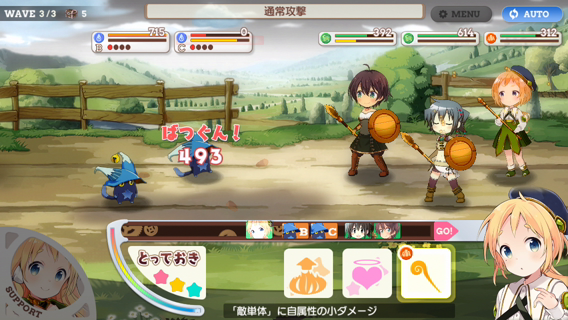 WAVE 3/3 5
通常攻撃
MENU
AUTO
B 715
C 0
392
614
312
ばつぐん!
493
B C GO!
とっておき
SUPPORT
「敵単体」に自属性の小ダメージ